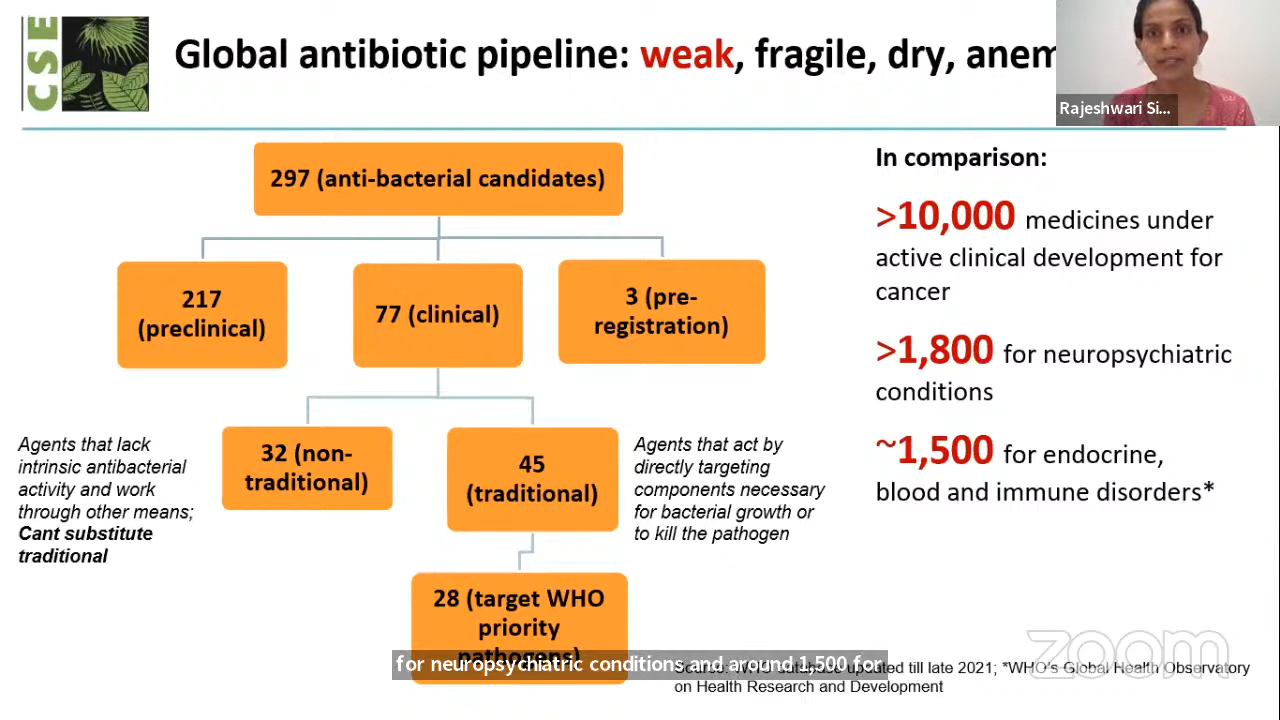 CSE
Global antibiotic pipeline: weak, fragile, dry, anem
Rajeshwari Si...
297 (anti-bacterial candidates)
217
(preclinical)
77 (clinical)
3 (pre-
registration)
32 (non-
traditional)
45
(traditional)
28 (target WHO
priority
pathogens)
Agents that lack
intrinsic antibacterial
activity and work
through other means;
Cant substitute
traditional
Agents that act by
directly targeting
components necessary
for bacterial growth or
to kill the pathogen
In comparison:
>10,000 medicines under
active clinical development for
cancer
>1,800 for neuropsychiatric
conditions
~1,500 for endocrine,
blood and immune disorders*
for neuropsychiatric conditions and around 1,500 for
Source: WHO database updated till late 2021; *WHO's Global Health Observatory
on Health Research and Development
zoom